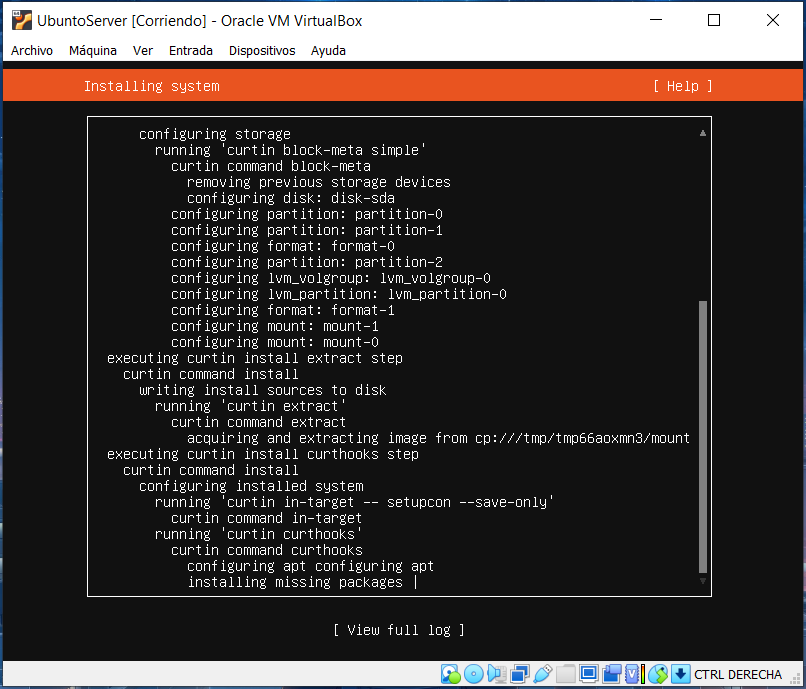 UbuntoServer [Corriendo] - Oracle VM VirtualBox
Archivo Máquina Ver Entrada Dispositivos Ayuda
Installing system [ Help ]
configuring storage
running 'curtin block-meta simple'
curtin command block-meta
removing previous storage devices
configuring disk: disk-sda
configuring partition: partition-0
configuring partition: partition-1
configuring format: format-0
configuring partition: partition-2
configuring lvm_volgroup: lvm_volgroup-0
configuring lvm_partition: lvm_partition-0
configuring format: format-1
configuring mount: mount-1
configuring mount: mount-0
executing curtin install extract step
curtin command install
writing install sources to disk
running 'curtin extract'
curtin command extract
acquiring and extracting image from cp:///tmp/tmp66aoxmn3/mount
executing curtin install curthooks step
curtin command install
configuring installed system
running 'curtin in-target -- setupcon --save-only'
curtin command in-target
running 'curtin curthooks'
curtin command curthooks
configuring apt configuring apt
installing missing packages |
[ View full log ]
CTRL DERECHA